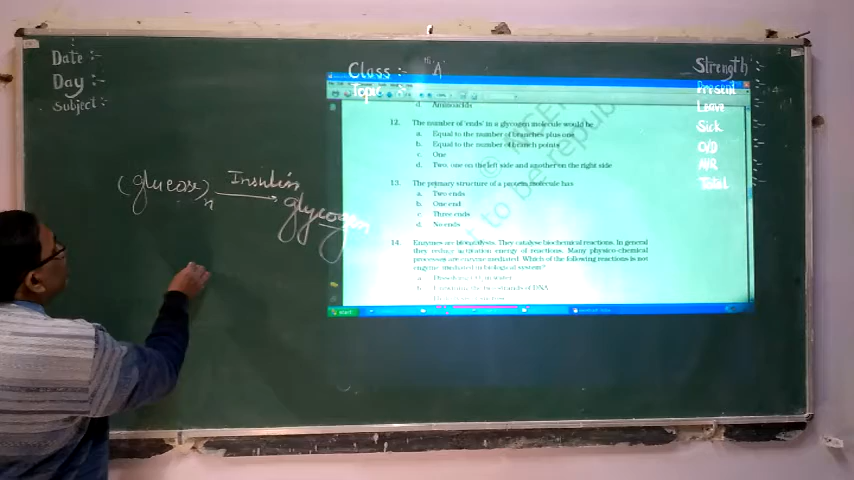 Date :-
Day :-
Subject :-
Class :- A
Topic
Strength :-
Present
Leave
Sick
O/D
Total
(glucose)n Insulin
glycogen
d. Aminoacids
12. The number of 'ends' in a glycogen molecule would be
a. Equal to the number of branches plus one
b. Equal to the number of branch points
c. One
d. Two, one on the left side and another on the right side
13. The primary structure of a protein molecule has
a. Two ends
b. One end
c. Three ends
d. No ends
14. Enzymes are biocatalysts. They catalyse biochemical reactions. In general
they reduce activation energy of reactions. Many physico-chemical
processes are enzyme mediated. Which of the following reactions is not
enzyme mediated in biological system?
a. Dissolving CO2 in water
b. Unwinding the two strands of DNA
start